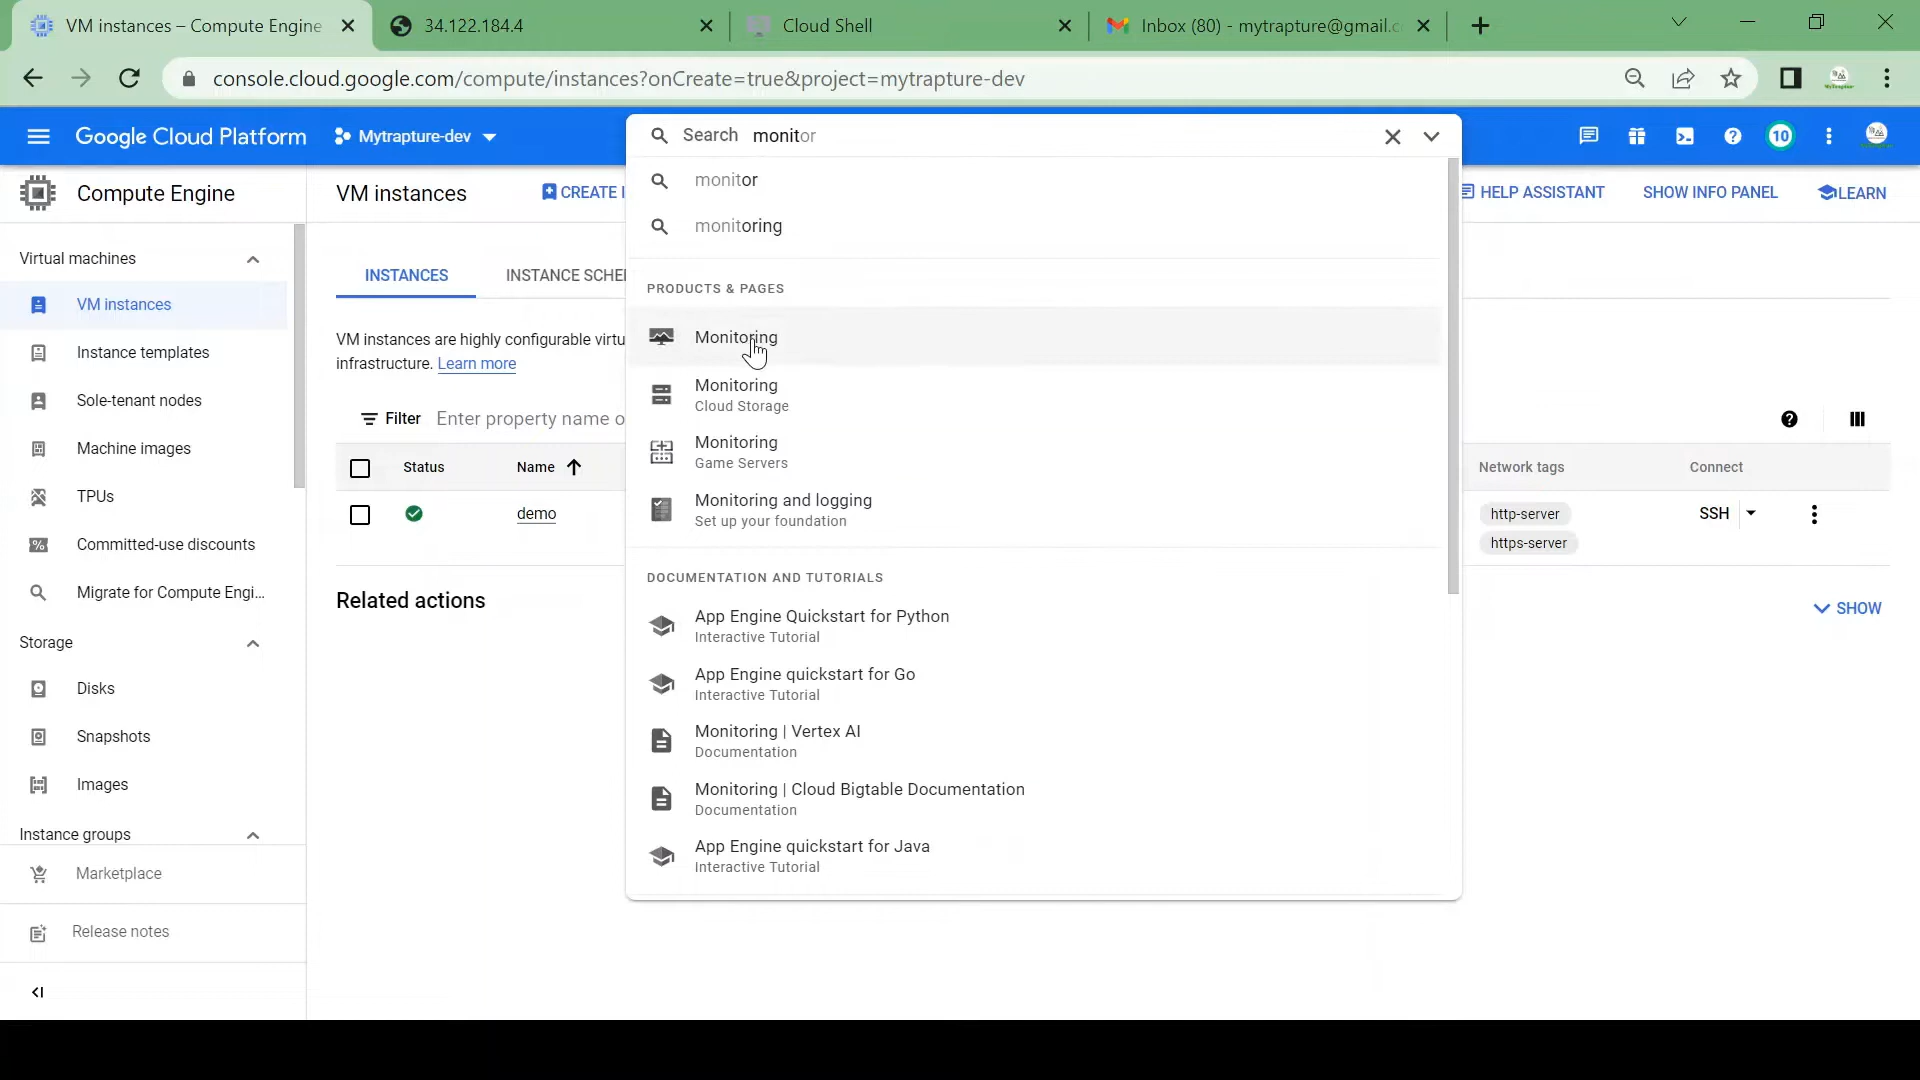 VM instances – Compute Engine
34.122.184.4
Cloud Shell
Inbox (80) - mytrapture@gmail.c
console.cloud.google.com/compute/instances?onCreate=true&project=mytrapture-dev
Google Cloud Platform
Mytrapture-dev
Search monitor
10
Compute Engine
VM instances
CREATE I
HELP ASSISTANT
SHOW INFO PANEL
LEARN
monitor
monitoring
Virtual machines
VM instances
Instance templates
Sole-tenant nodes
Machine images
TPUs
Committed-use discounts
Migrate for Compute Engi...
Storage
Disks
Snapshots
Images
Instance groups
Marketplace
Release notes
INSTANCES
INSTANCE SCHE
VM instances are highly configurable virtu
infrastructure. Learn more
Filter Enter property name o
Status
Name
Network tags
Connect
demo
http-server
https-server
SSH
Related actions
SHOW
PRODUCTS & PAGES
Monitoring
Monitoring
Cloud Storage
Monitoring
Game Servers
Monitoring and logging
Set up your foundation
DOCUMENTATION AND TUTORIALS
App Engine Quickstart for Python
Interactive Tutorial
App Engine quickstart for Go
Interactive Tutorial
Monitoring | Vertex AI
Documentation
Monitoring | Cloud Bigtable Documentation
Documentation
App Engine quickstart for Java
Interactive Tutorial